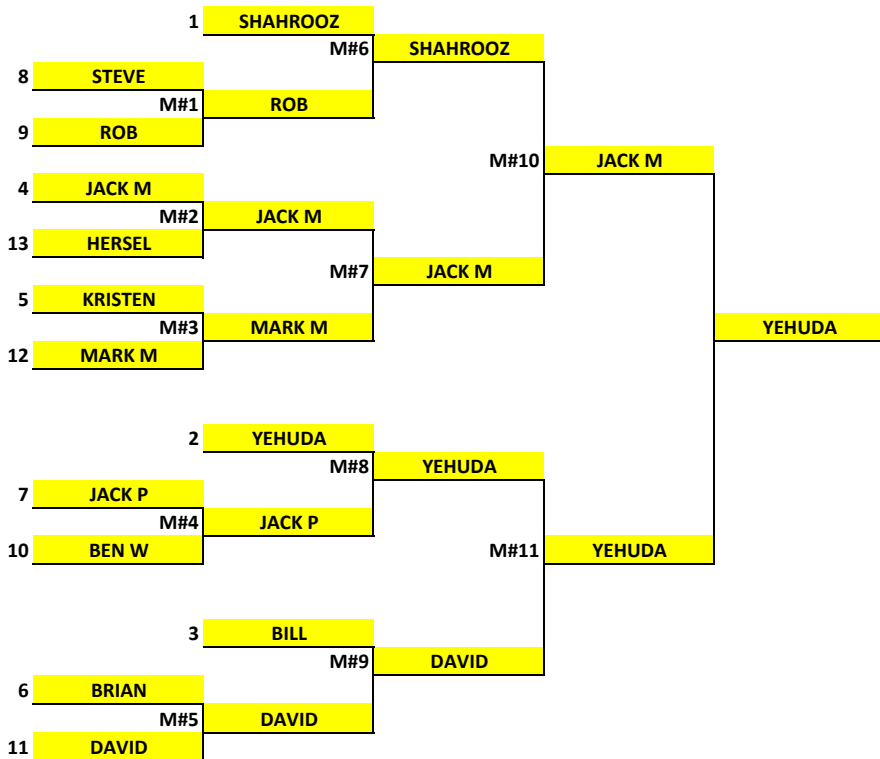 1 SHAHROOZ
M#6 SHAHROOZ
8 STEVE
M#1 ROB
9 ROB
M#10 JACK M
4 JACK M
M#2 JACK M
13 HERSEL
M#7 JACK M
5 KRISTEN
M#3 MARK M YEHUDA
12 MARK M
2 YEHUDA
M#8 YEHUDA
7 JACK P
M#4 JACK P
10 BEN W M#11 YEHUDA
3 BILL
M#9 DAVID
6 BRIAN
M#5 DAVID
11 DAVID